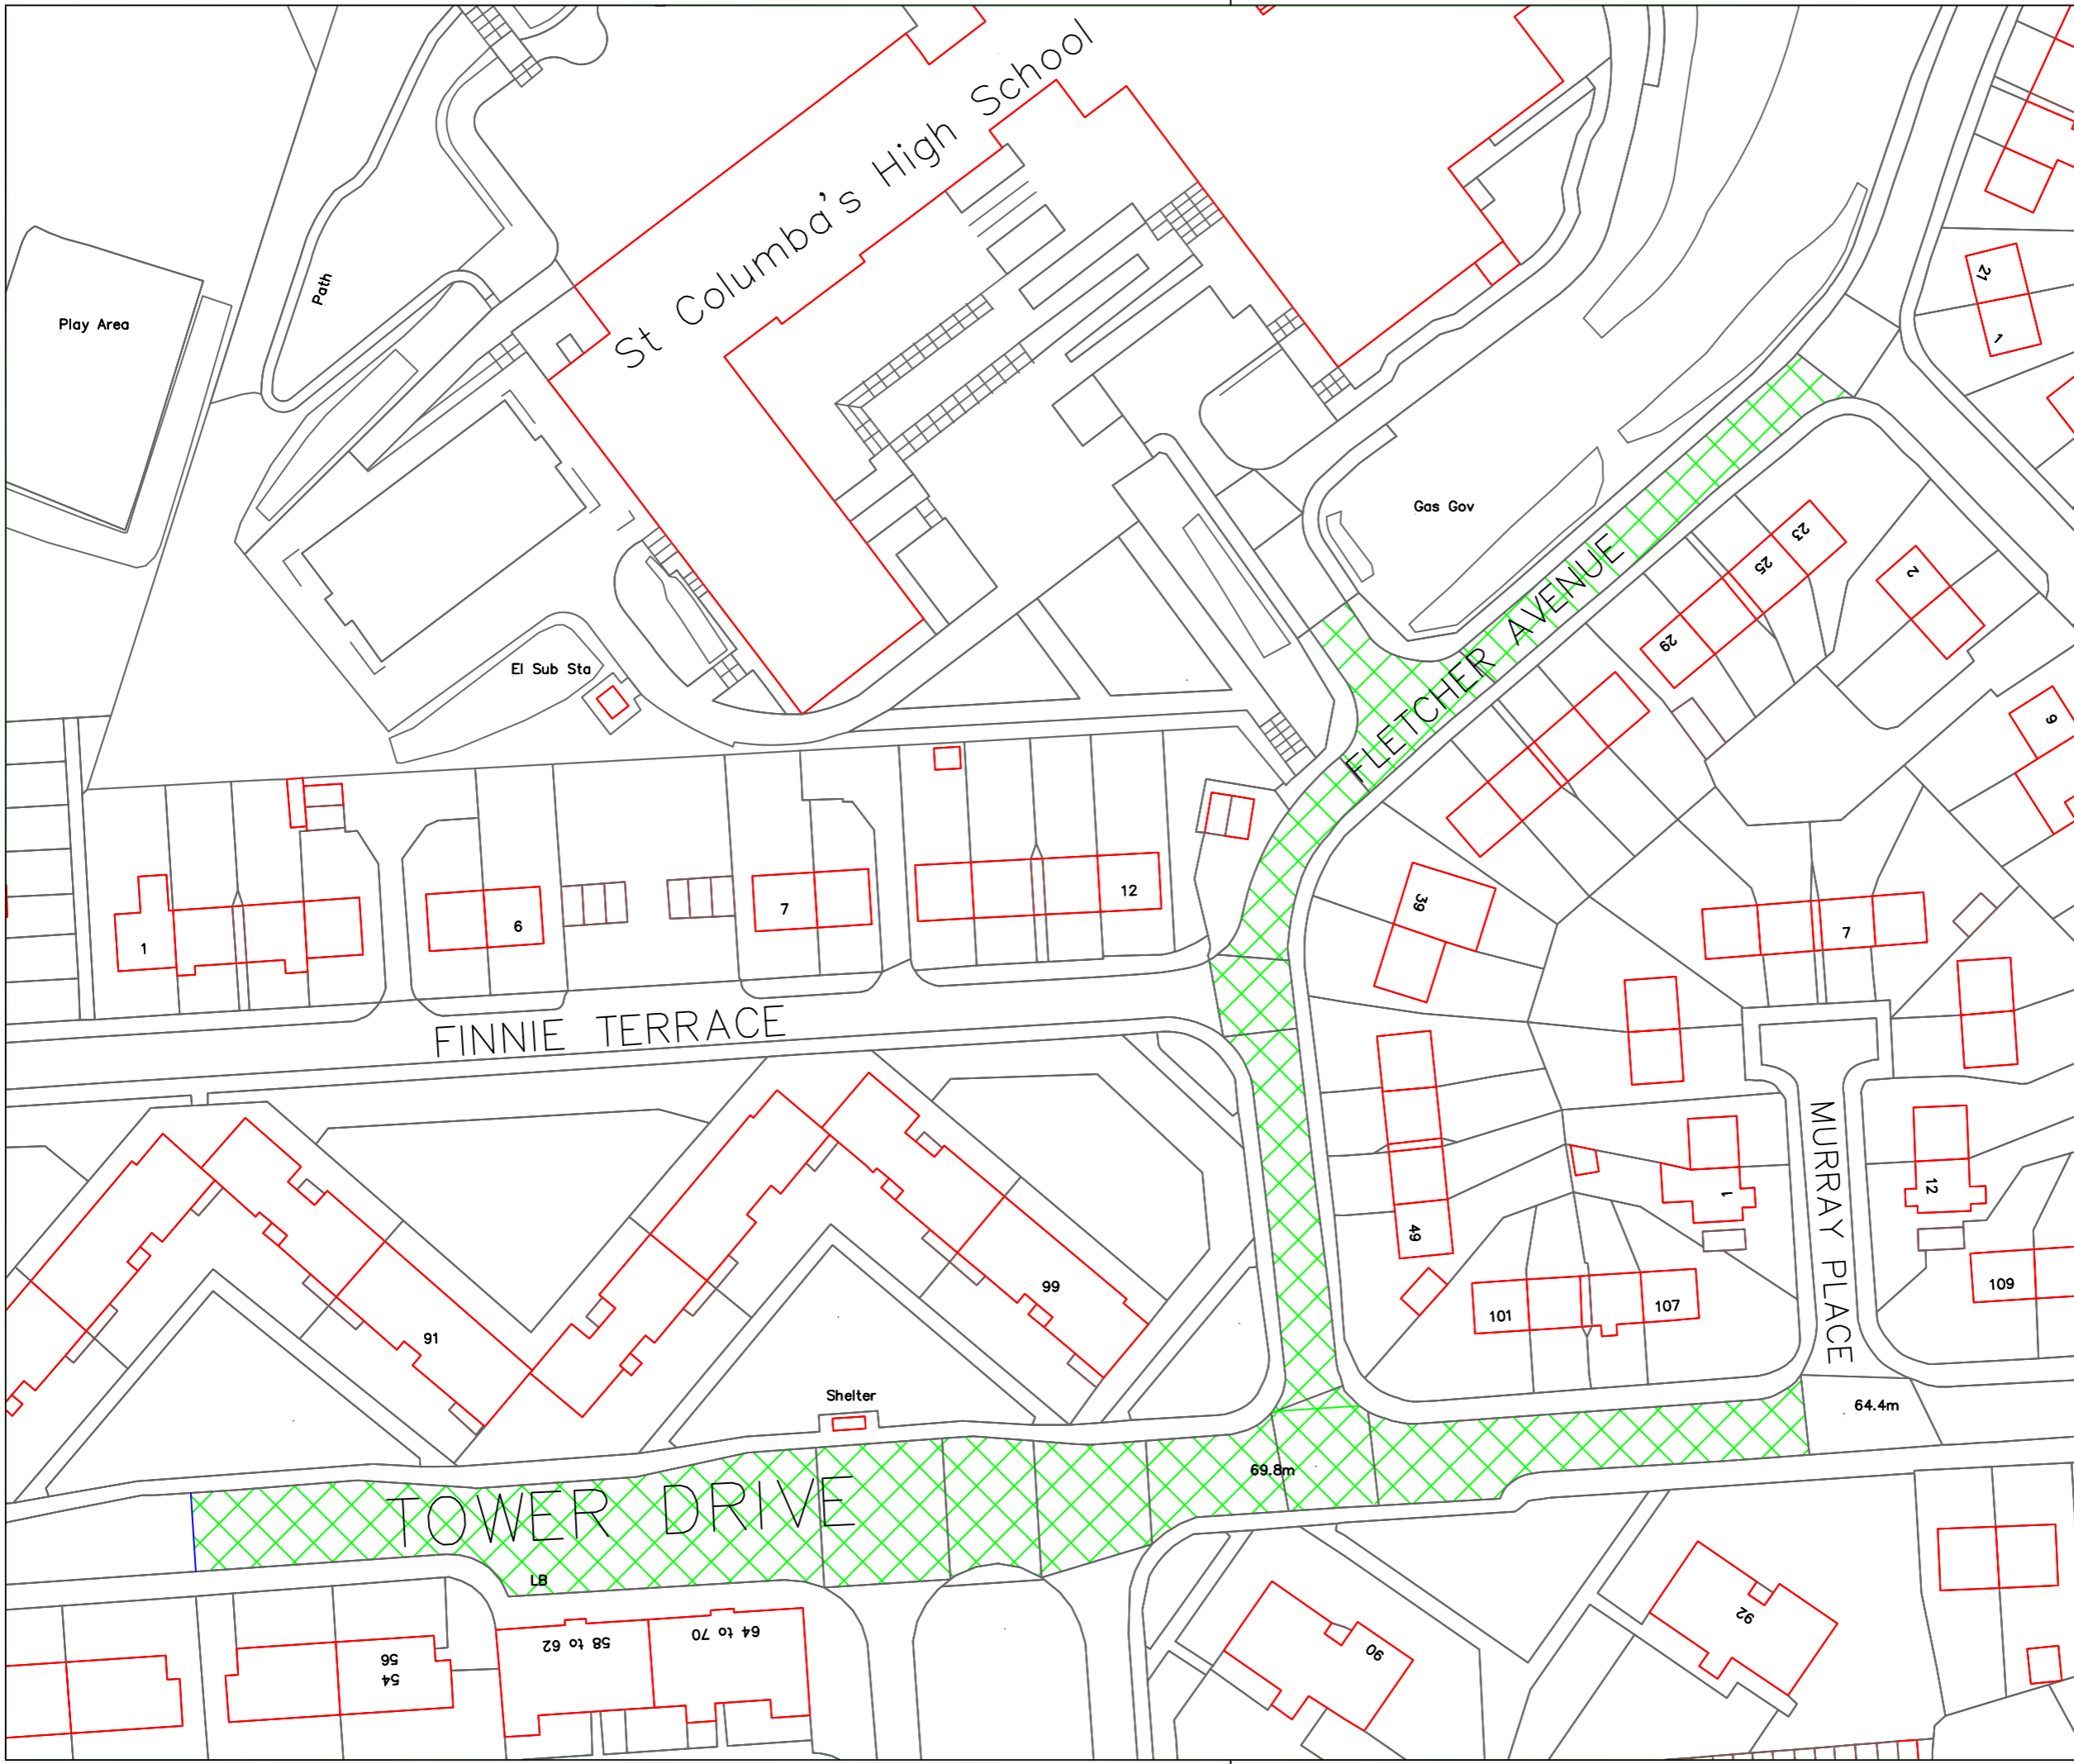 St Columba's High School
Path
Play Area
21
1
Gas Gov
23
25
29
2
FLETCHER AVENUE
El Sub Sta
9
1
6
7
12
39
7
FINNIE TERRACE
49
1
12
MURRAY PLACE
101
107
109
99
91
Shelter
64.4m
69.8m
TOWER DRIVE
LB
58 to 62
64 to 70
56
54
90
92